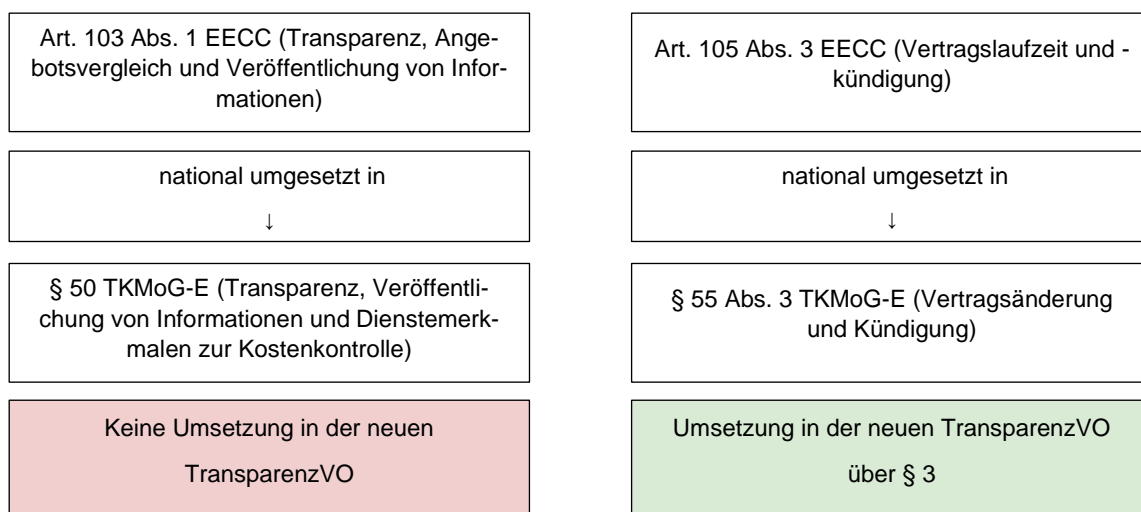 Art. 103 Abs. 1 EECC (Transparenz, Ange-
botsvergleich und Veröffentlichung von Infor-
mationen)
national umgesetzt in
↓
§ 50 TKMoG-E (Transparenz, Veröffentli-
chung von Informationen und Dienstemerk-
malen zur Kostenkontrolle)
Keine Umsetzung in der neuen
TransparenzVO
Art. 105 Abs. 3 EECC (Vertragslaufzeit und -
kündigung)
national umgesetzt in
↓
§ 55 Abs. 3 TKMoG-E (Vertragsänderung
und Kündigung)
Umsetzung in der neuen TransparenzVO
über § 3